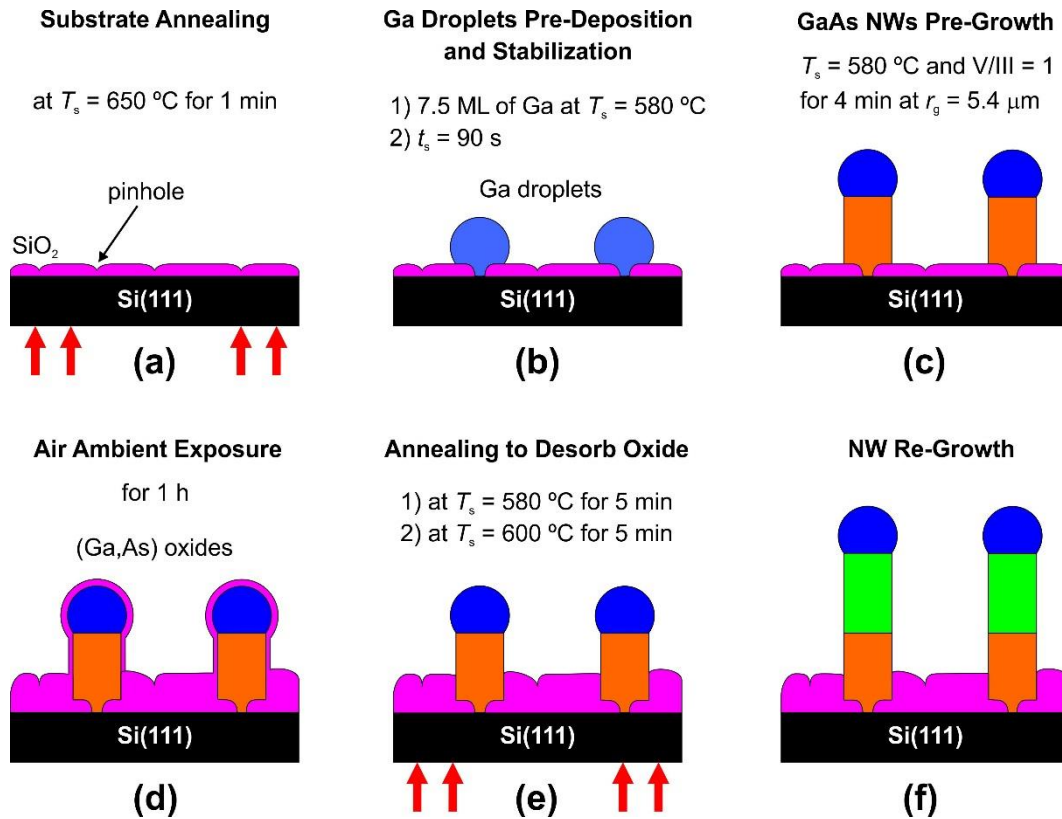 Substrate Annealing
at Ts = 650 ºC for 1 min
pinhole
SiO2
Si(111)
(a)
Ga Droplets Pre-Deposition
and Stabilization
1) 7.5 ML of Ga at Ts = 580 ºC
2) ts = 90 s
Ga droplets
Si(111)
(b)
GaAs NWs Pre-Growth
Ts = 580 ºC and V/III = 1
for 4 min at rg = 5.4 μm
Si(111)
(c)
Air Ambient Exposure
for 1 h
(Ga,As) oxides
Si(111)
(d)
Annealing to Desorb Oxide
1) at Ts = 580 ºC for 5 min
2) at Ts = 600 ºC for 5 min
Si(111)
(e)
NW Re-Growth
Si(111)
(f)